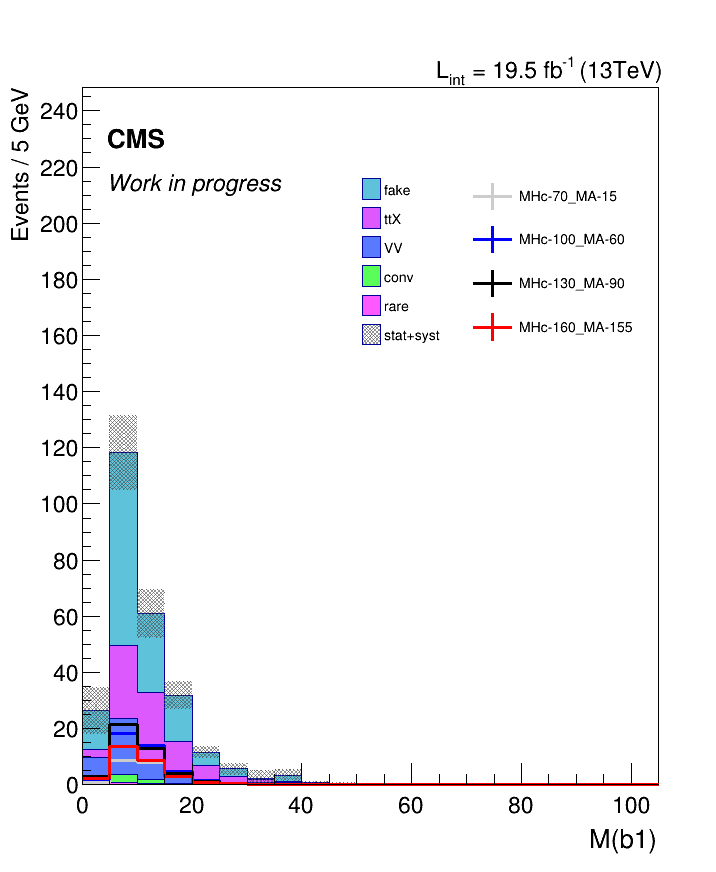 L_int = 19.5 fb^-1 (13TeV)
Events / 5 GeV
CMS
Work in progress
fake
ttX
VV
conv
rare
stat+syst
MHc-70_MA-15
MHc-100_MA-60
MHc-130_MA-90
MHc-160_MA-155
240
220
200
180
160
140
120
100
80
60
40
20
0
0 20 40 60 80 100
M(b1)